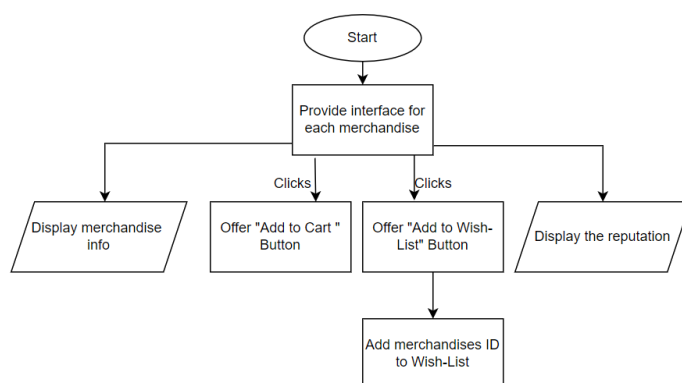 Start
Provide interface for
each merchandise
Clicks
Clicks
Display merchandise
info
Offer "Add to Cart "
Button
Offer "Add to Wish-
List" Button
Display the reputation
Add merchandises ID
to Wish-List